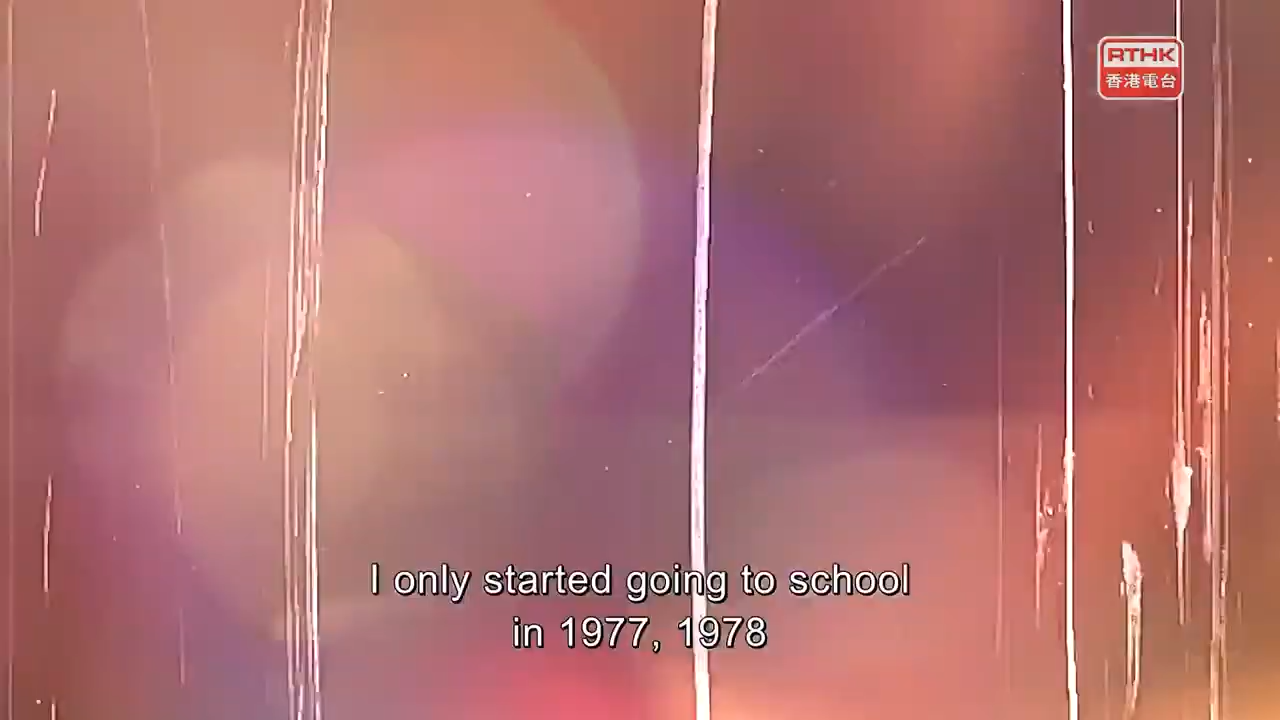 RTHK
香港電台
I only started going to school
in 1977, 1978